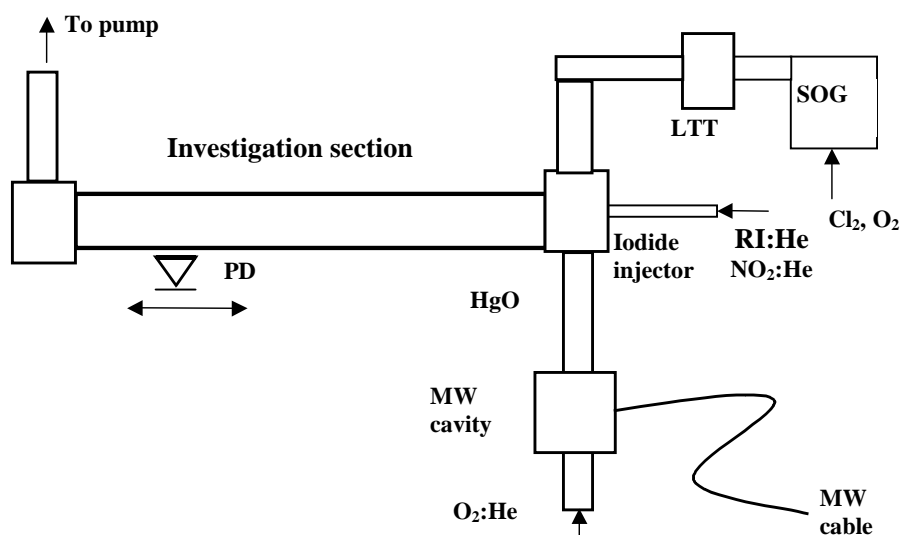 To pump
SOG
LTT
Investigation section
Cl₂, O₂
RI:He
Iodide
injector
NO₂:He
PD
HgO
MW
cavity
O₂:He
MW
cable